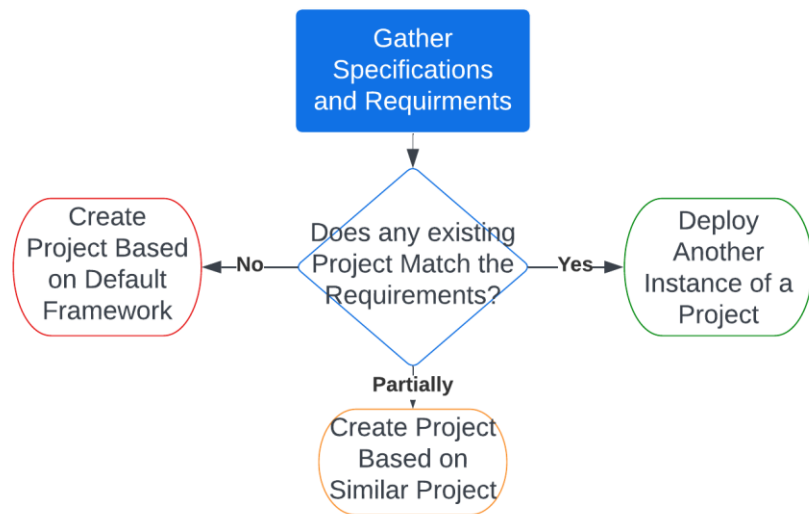 Gather
Specifications
and Requirments
Does any existing
Project Match the
Requirements?
No
Create
Project Based
on Default
Framework
Yes
Deploy
Another
Instance of a
Project
Partially
Create Project
Based on
Similar Project